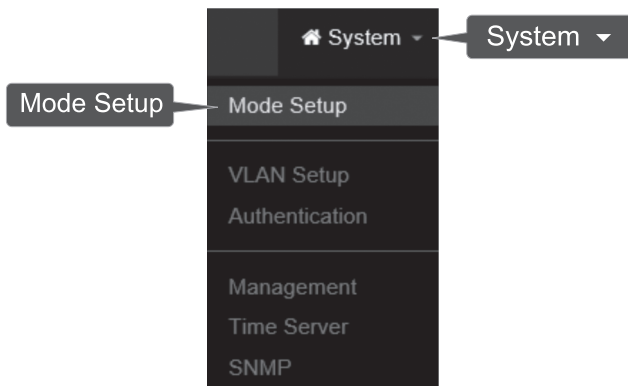 System
System
Mode Setup
Mode Setup
VLAN Setup
Authentication
Management
Time Server
SNMP